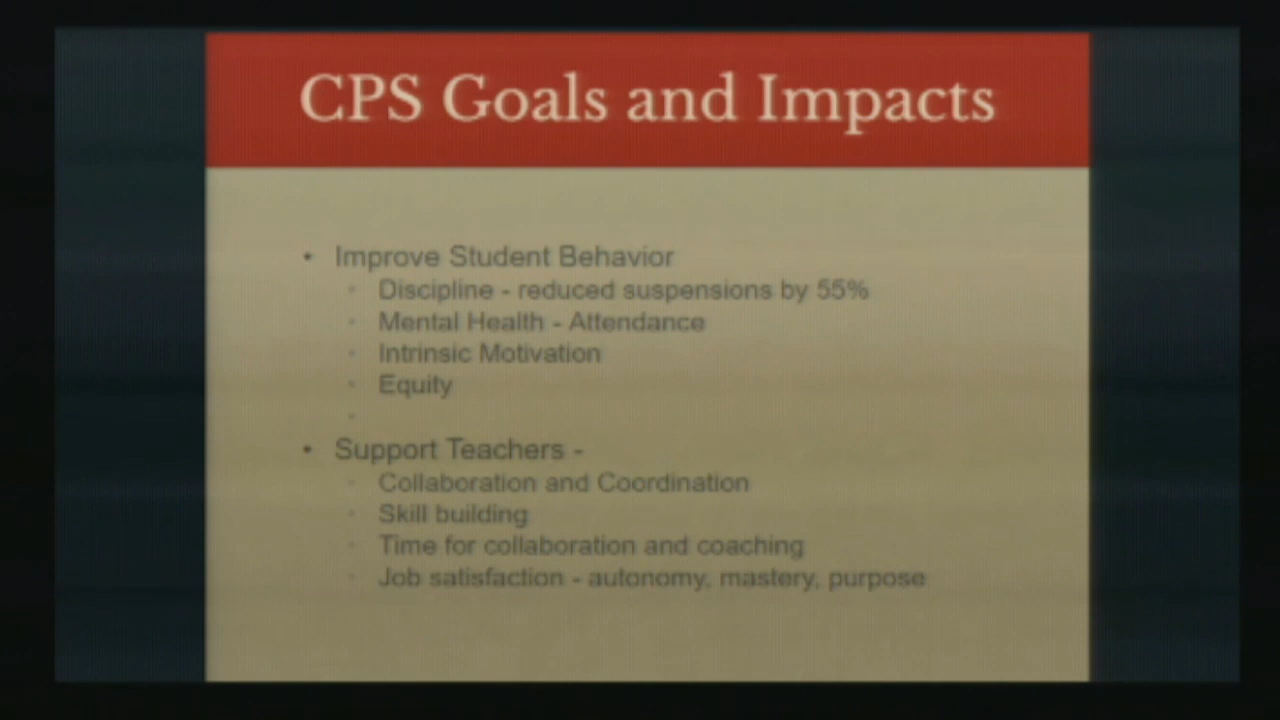 CPS Goals and Impacts
• Improve Student Behavior
• Discipline - reduced suspensions by 55%
• Mental Health - Attendance
• Intrinsic Motivation
• Equity
•
• Support Teachers -
• Collaboration and Coordination
• Skill building
• Time for collaboration and coaching
• Job satisfaction - autonomy, mastery, purpose